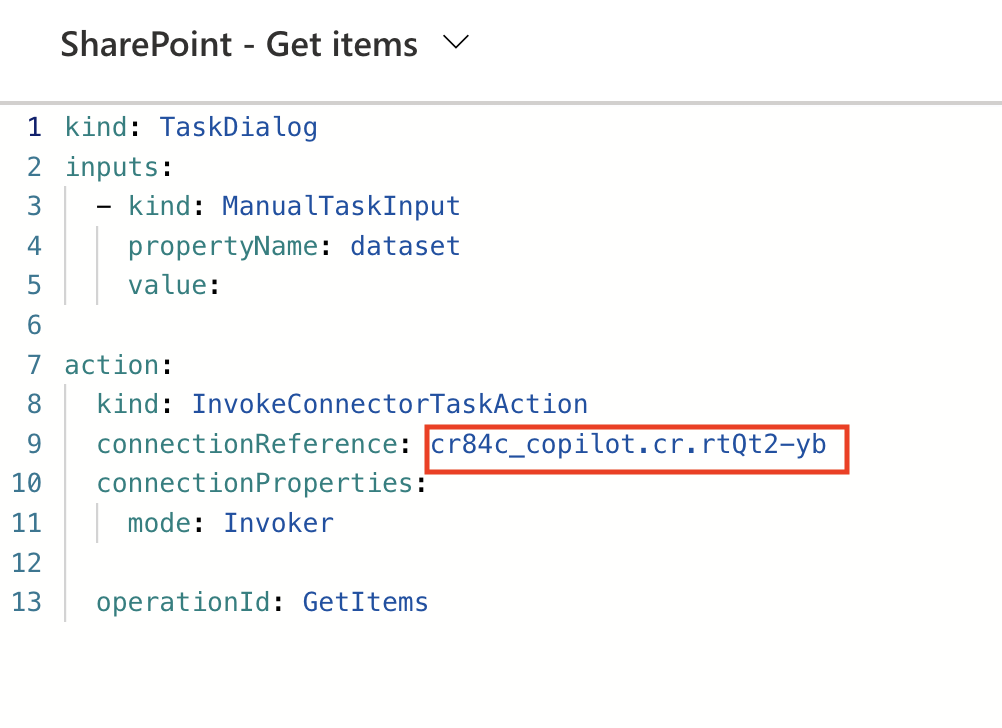 SharePoint - Get items
1 kind: TaskDialog
2 inputs:
3 - kind: ManualTaskInput
4 propertyName: dataset
5 value:
6
7 action:
8 kind: InvokeConnectorTaskAction
9 connectionReference: cr84c_copilot.cr.rtQt2-yb
10 connectionProperties:
11 mode: Invoker
12
13 operationId: GetItems